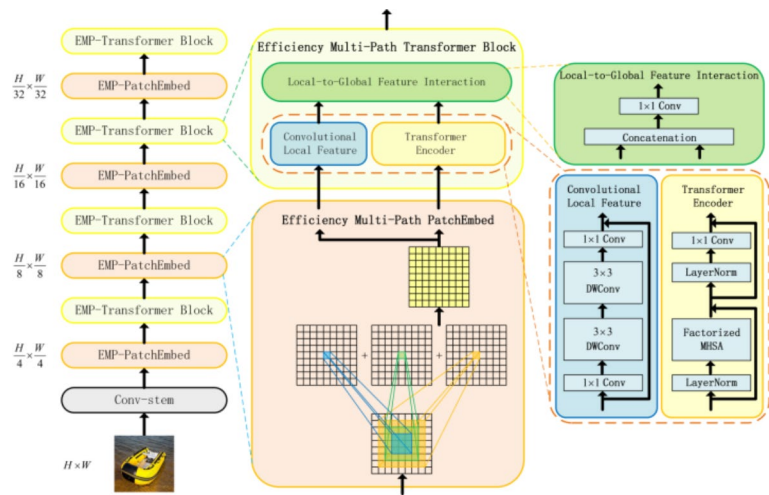 EMP-Transformer Block
H/32 × W/32
EMP-PatchEmbed
EMP-Transformer Block
H/16 × W/16
EMP-PatchEmbed
EMP-Transformer Block
H/8 × W/8
EMP-PatchEmbed
EMP-Transformer Block
H/4 × W/4
EMP-PatchEmbed
Conv-stem
H×W
Efficiency Multi-Path Transformer Block
Local-to-Global Feature Interaction
Convolutional
Local Feature
Transformer
Encoder
Efficiency Multi-Path PatchEmbed
+
+
Local-to-Global Feature Interaction
1×1 Conv
Concatenation
Convolutional
Local Feature
1×1 Conv
3×3
DWConv
3×3
DWConv
1×1 Conv
Transformer
Encoder
1×1 Conv
LayerNorm
Factorized
MHSA
LayerNorm